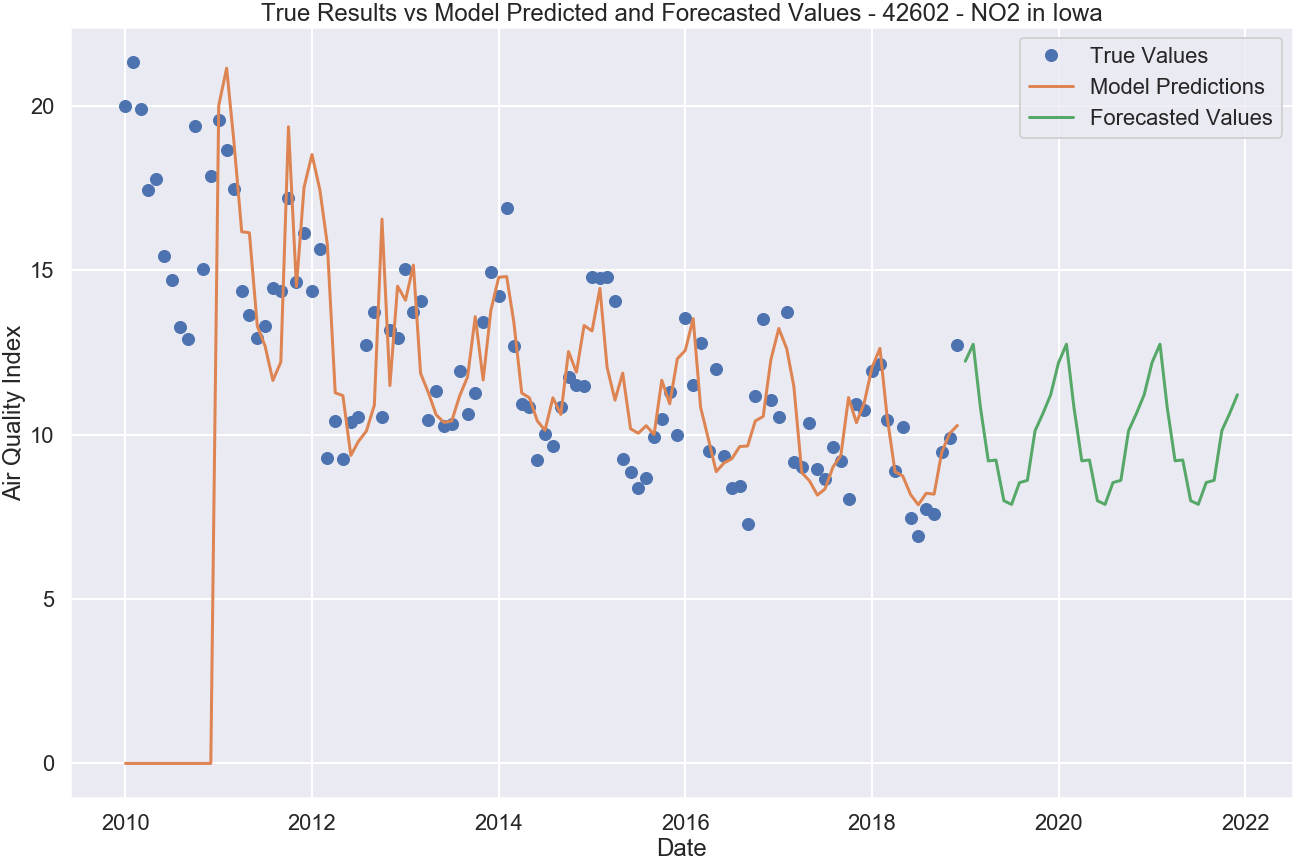 True Results vs Model Predicted and Forecasted Values - 42602 - NO2 in Iowa
True Values
Model Predictions
Forecasted Values
Air Quality Index
20
15
10
5
0
2010 2012 2014 2016 2018 2020 2022
Date